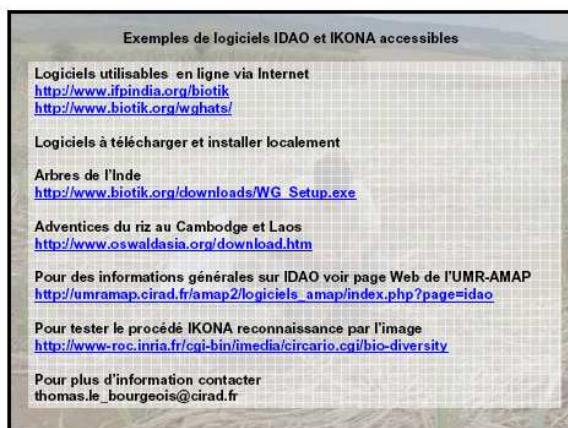 Exemples de logiciels IDAO et IKONA accessibles
Logiciels utilisables en ligne via Internet
http://www.ifpindia.org/biotik
http://www.biotik.org/wghats/
Logiciels à télécharger et installer localement
Arbres de l'Inde
http://www.biotik.org/downloads/WG_Setup.exe
Adventices du riz au Cambodge et Laos
http://www.oswaldasia.org/download.htm
Pour des informations générales sur IDAO voir page Web de l'UMR-AMAP
http://umramap.cirad.fr/amap2/logiciels_amap/index.php?page=idao
Pour tester le procédé IKONA reconnaissance par l'image
http://www-roc.inria.fr/cgi-bin/imedia/circario.cgi/bio-diversity
Pour plus d'information contacter
thomas.le_bourgeois@cirad.fr